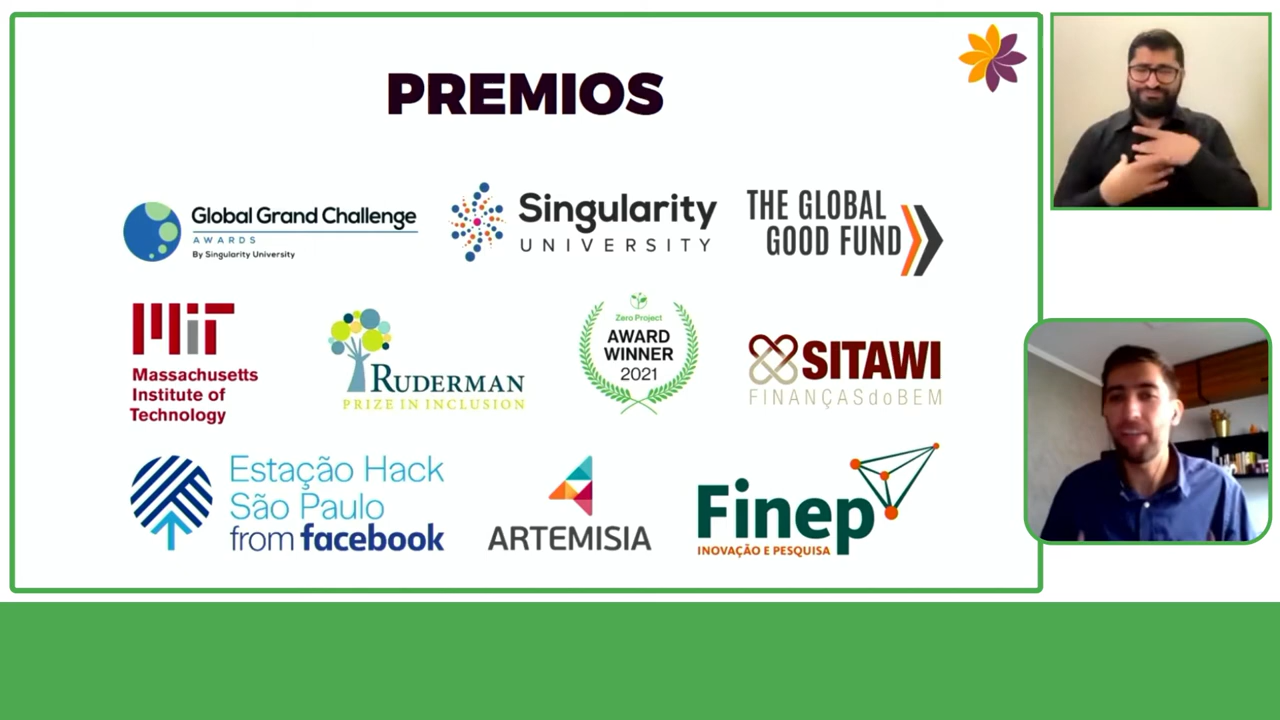 PREMIOS
Global Grand Challenge
AWARDS
By Singularity University
Singularity
UNIVERSITY
THE GLOBAL
GOOD FUND
MiT
Massachusetts
Institute of
Technology
RUDERMAN
PRIZE IN INCLUSION
Zero Project
AWARD
WINNER
2021
SITAWI
FINANÇASdoBEM
Estação Hack
São Paulo
from facebook
ARTEMISIA
Finep
INOVAÇÃO E PESQUISA